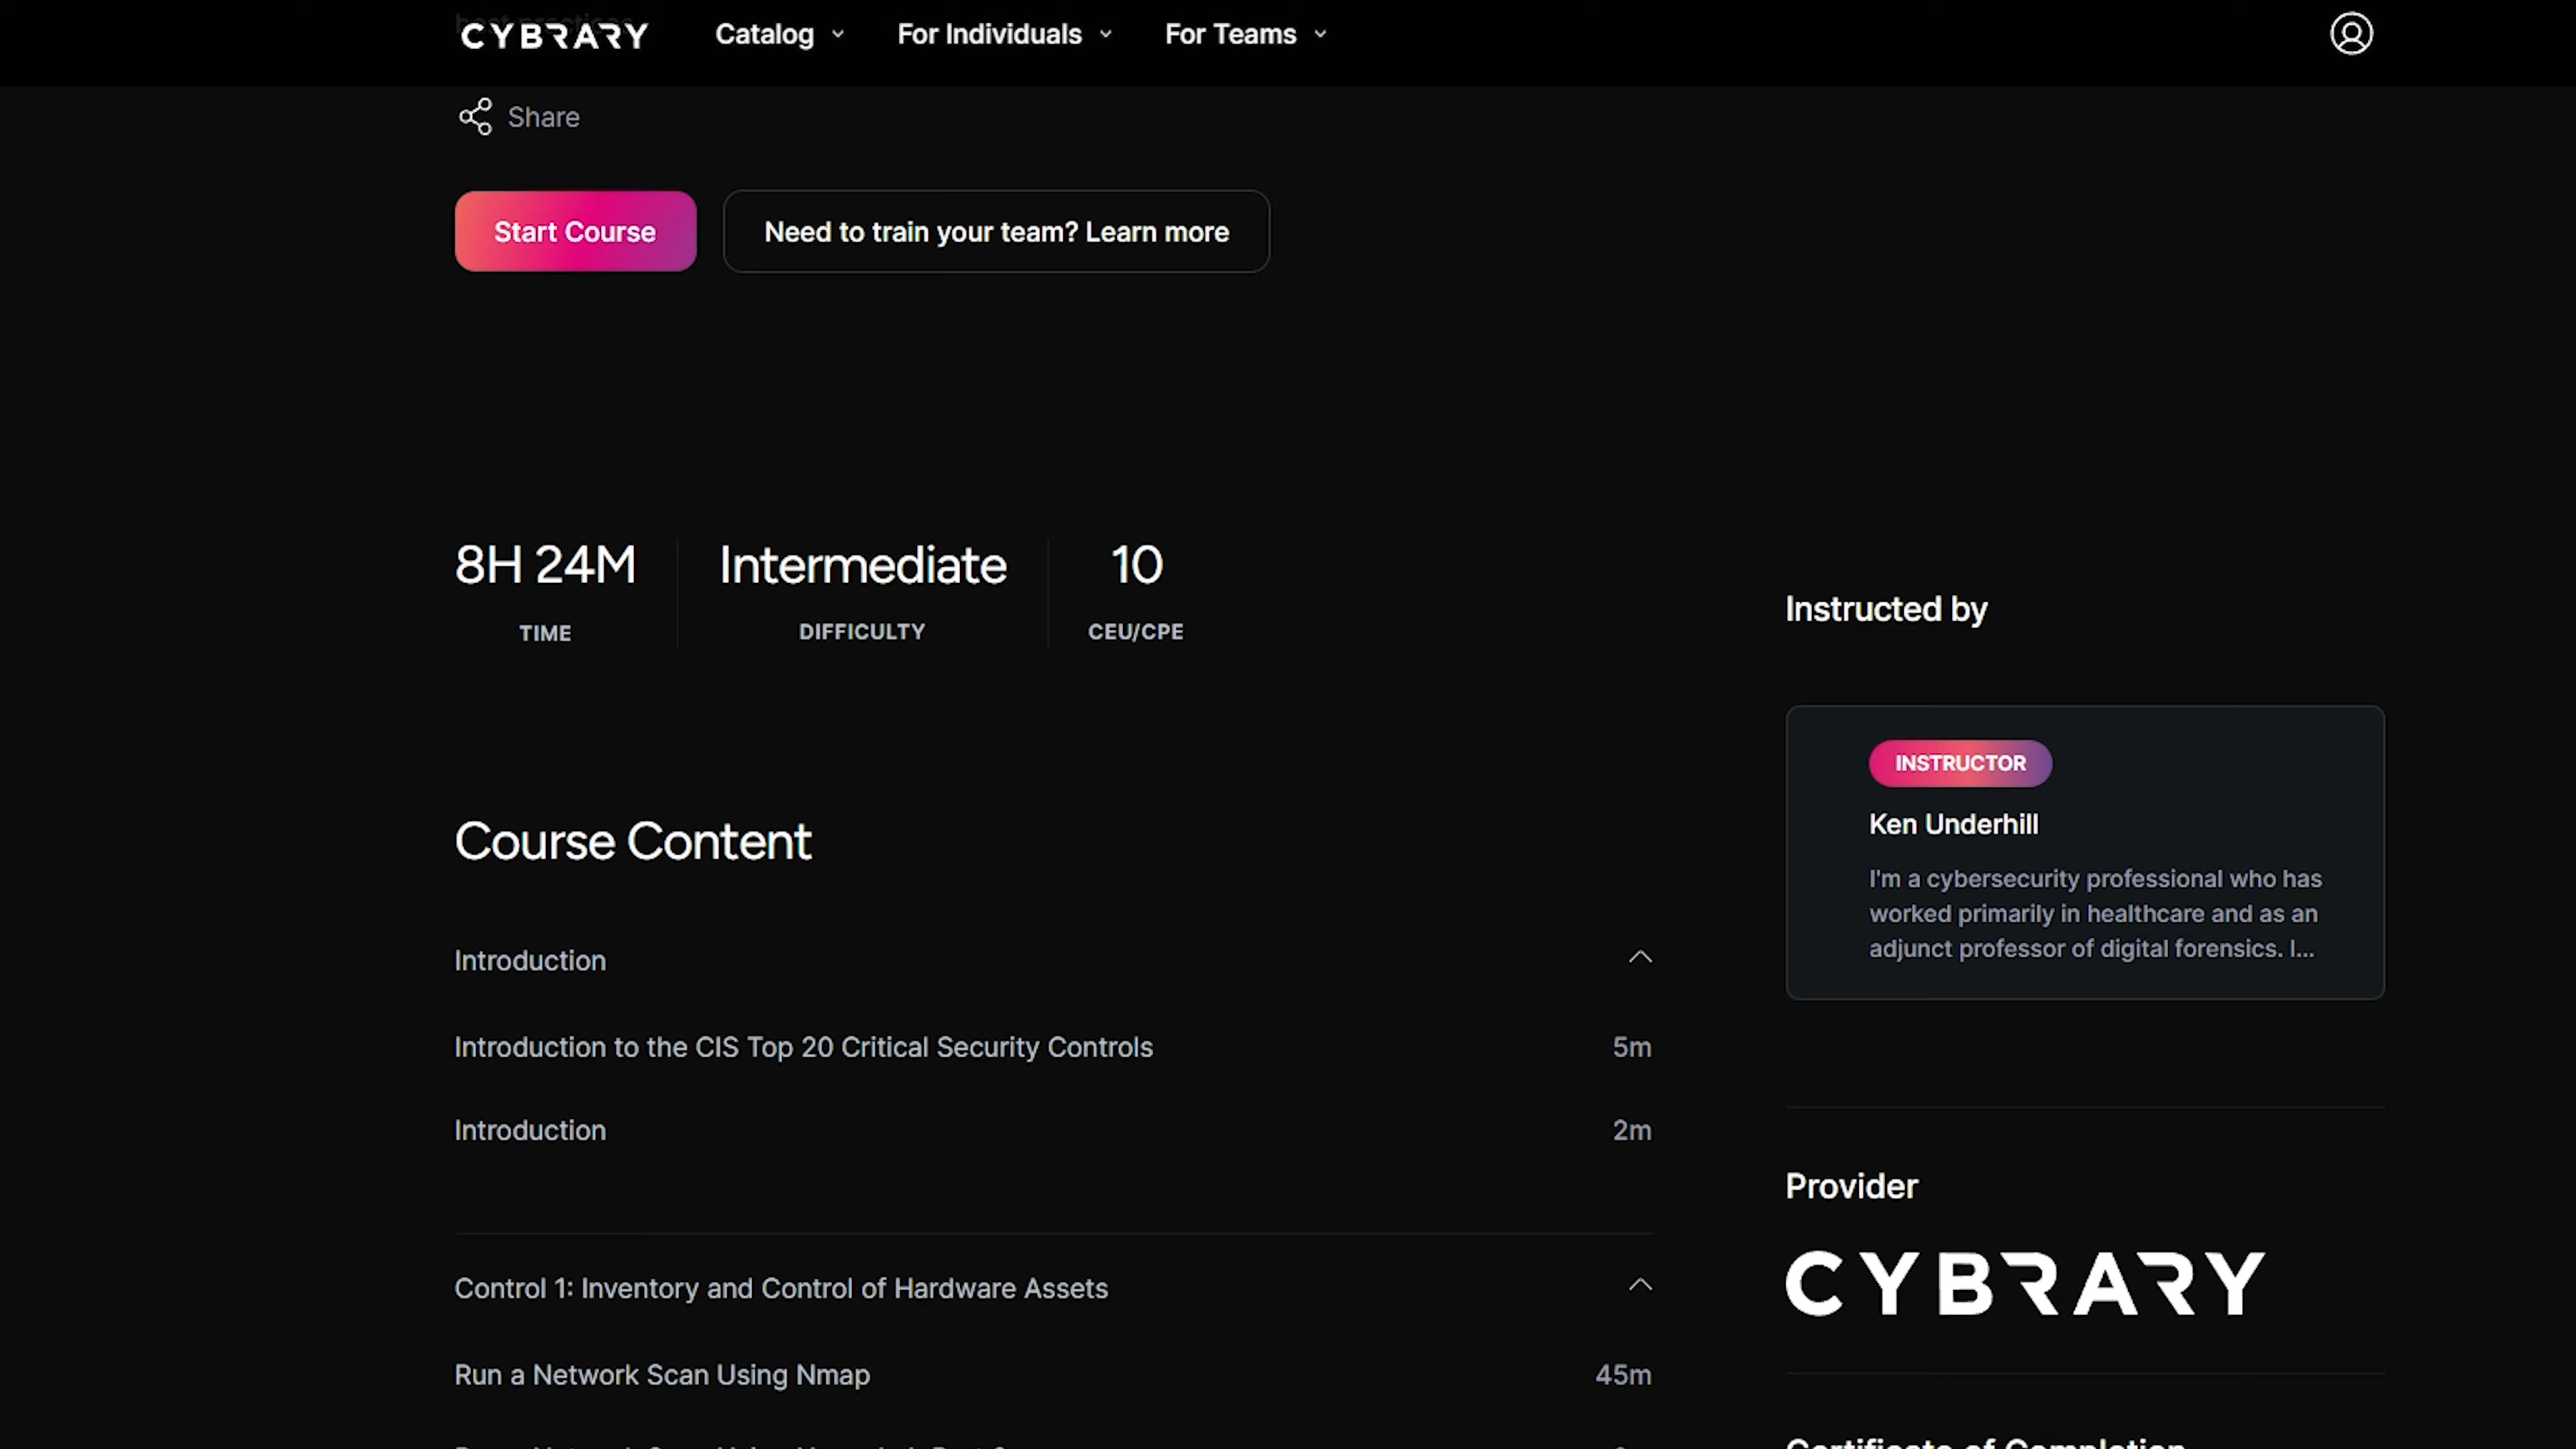 CYBRARY
Catalog
For Individuals
For Teams
Share
Start Course
Need to train your team? Learn more
8H 24M
TIME
Intermediate
DIFFICULTY
10
CEU/CPE
Instructed by
INSTRUCTOR
Ken Underhill
I'm a cybersecurity professional who has
worked primarily in healthcare and as an
adjunct professor of digital forensics. I...
Course Content
Introduction
Introduction to the CIS Top 20 Critical Security Controls 5m
Introduction 2m
Provider
CYBRARY
Control 1: Inventory and Control of Hardware Assets
Run a Network Scan Using Nmap 45m
Certificate of Completion